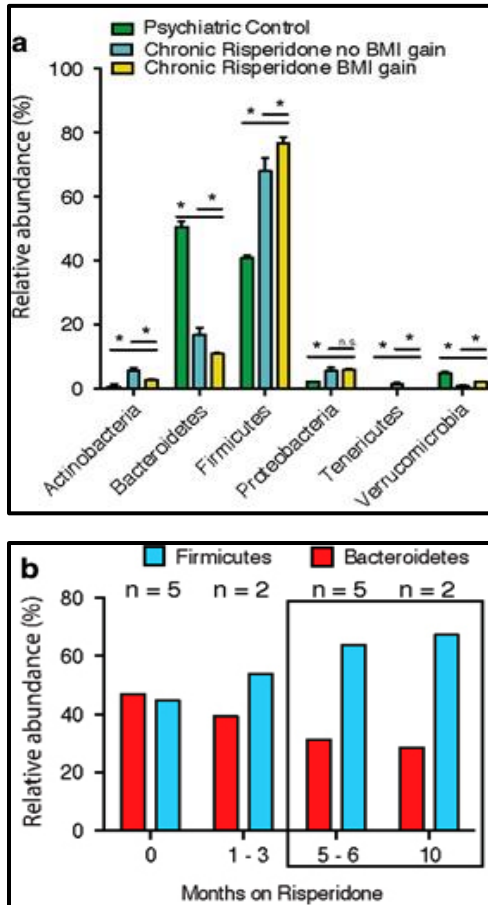 a
Psychiatric Control
Chronic Risperidone no BMI gain
Chronic Risperidone BMI gain
Relative abundance (%)
100
80
60
40
20
0
* *
* *
* *
* n.s.
* *
* *
Actinobacteria
Bacteroidetes
Firmicutes
Proteobacteria
Tenericutes
Verrucomicrobia
b
Firmicutes Bacteroidetes
n = 5 n = 2 n = 5 n = 2
Relative abundance (%)
80
60
40
20
0
0 1 - 3 5 - 6 10
Months on Risperidone